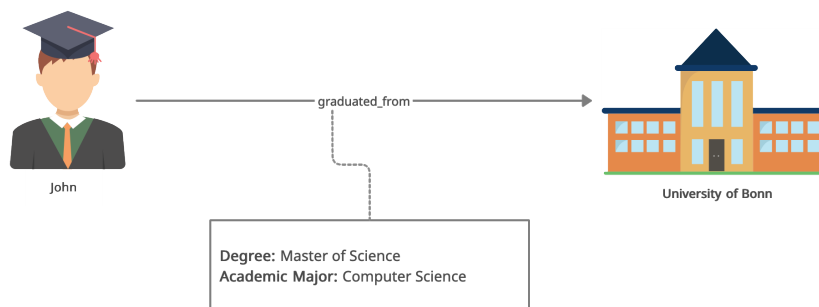 graduated_from
John
University of Bonn
Degree: Master of Science
Academic Major: Computer Science